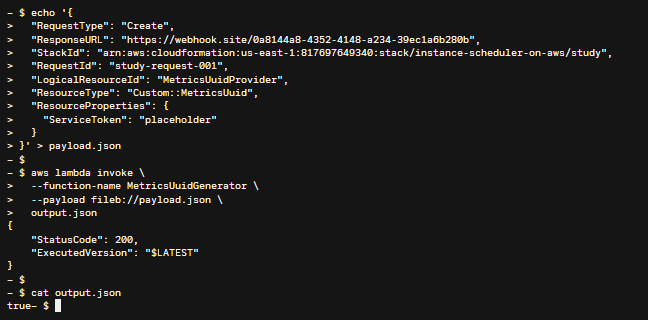 ~ $ echo '{
>   "RequestType": "Create",
>   "ResponseURL": "https://webhook.site/0a8144a8-4352-4148-a234-39ec1a6b280b",
>   "StackId": "arn:aws:cloudformation:us-east-1:817697649340:stack/instance-scheduler-on-aws/study",
>   "RequestId": "study-request-001",
>   "LogicalResourceId": "MetricsUuidProvider",
>   "ResourceType": "Custom::MetricsUuid",
>   "ResourceProperties": {
>     "ServiceToken": "placeholder"
>   }
> }' > payload.json
~ $
~ $ aws lambda invoke \
>   --function-name MetricsUuidGenerator \
>   --payload fileb://payload.json \
>   output.json
{
    "StatusCode": 200,
    "ExecutedVersion": "$LATEST"
}
~ $
~ $ cat output.json
true~ $